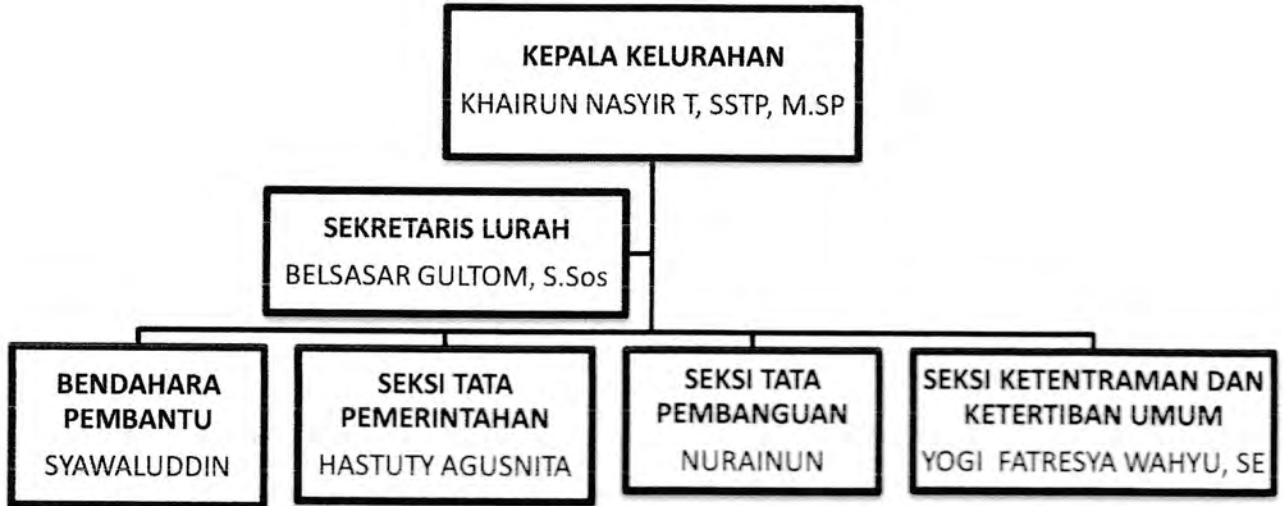 KEPALA KELURAHAN
KHAIRUN NASYIR T, SSTP, M.SP
SEKRETARIS LURAH
BELSASAR GULTOM, S.Sos
BENDAHARA
PEMBANTU
SYAWALUDDIN
SEKSI TATA
PEMERINTAHAN
HASTUTY AGUSNITA
SEKSI TATA
PEMBANGUAN
NURAINUN
SEKSI KETENTRAMAN DAN
KETERTIBAN UMUM
YOGI FATRESYA WAHYU, SE